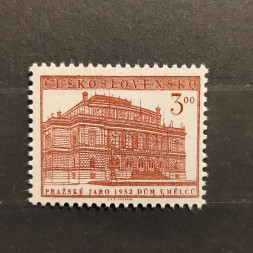 ČESKOSLOVENSKO
3.00
PRAŽSKÉ JARO 1952 DŮM UMĚLCŮ